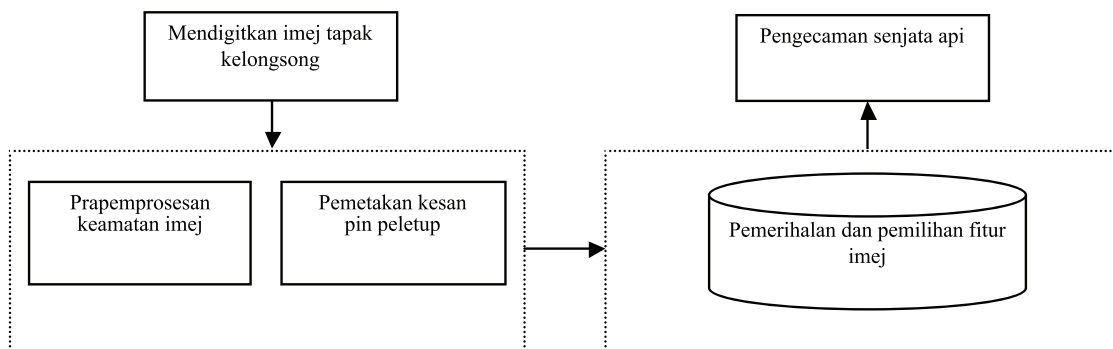 Mendigitkan imej tapak
kelongsong
Pengecaman senjata api
Prapemprosesan
keamatan imej
Pemetakan kesan
pin peletup
Pemerihalan dan pemilihan fitur
imej